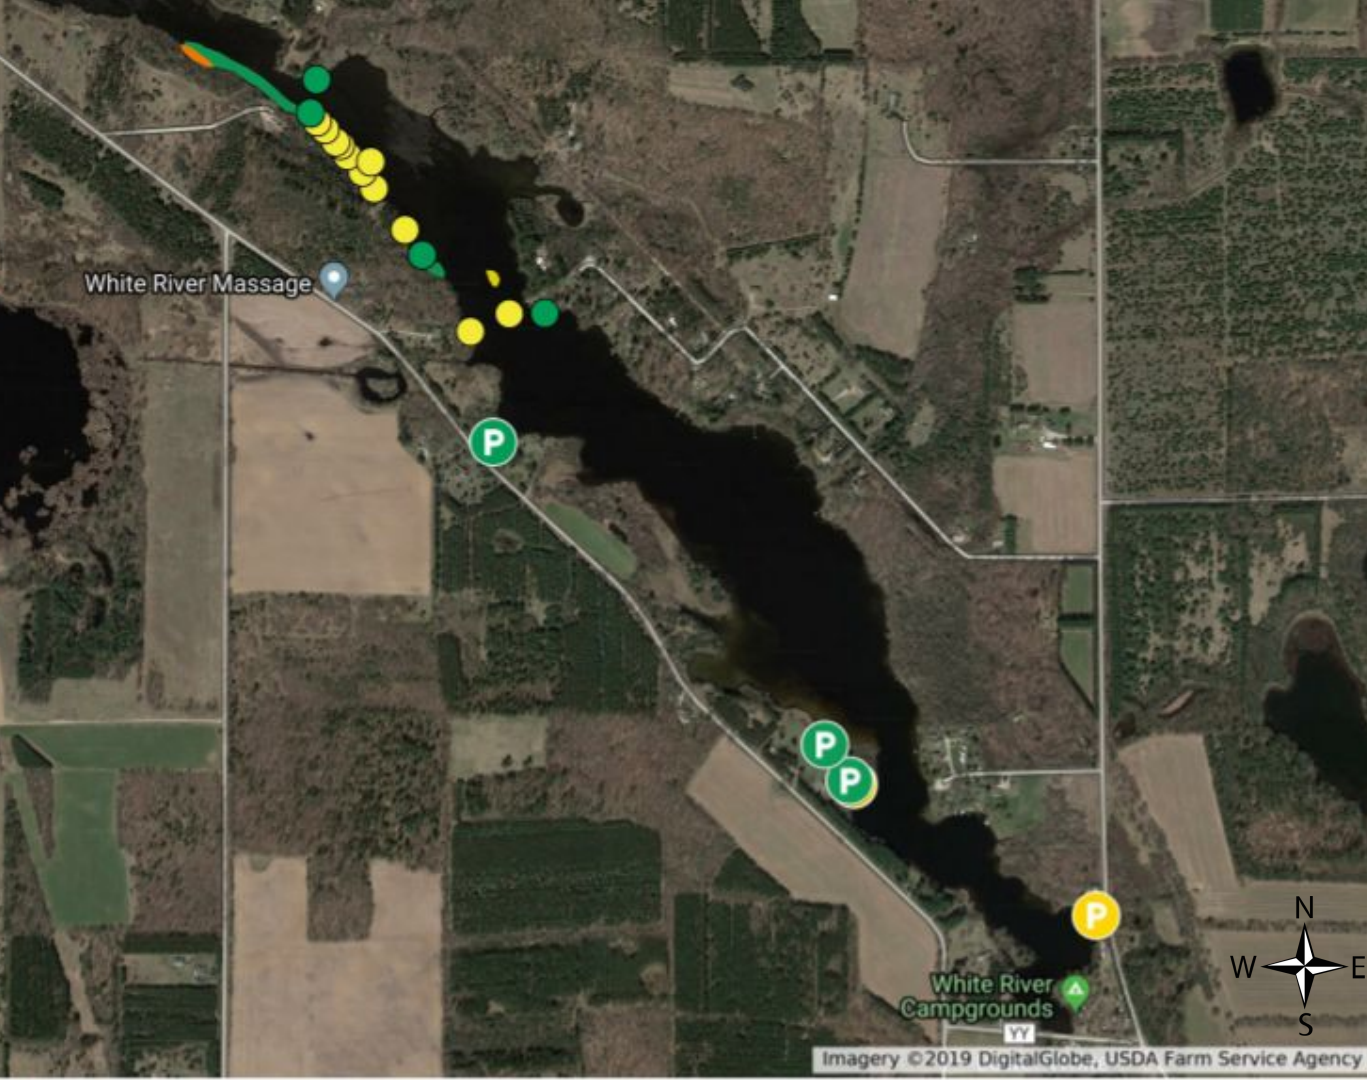 White River Massage
P
P
P
P
N
W E
S
White River
Campgrounds
YY
Imagery ©2019 DigitalGlobe, USDA Farm Service Agency